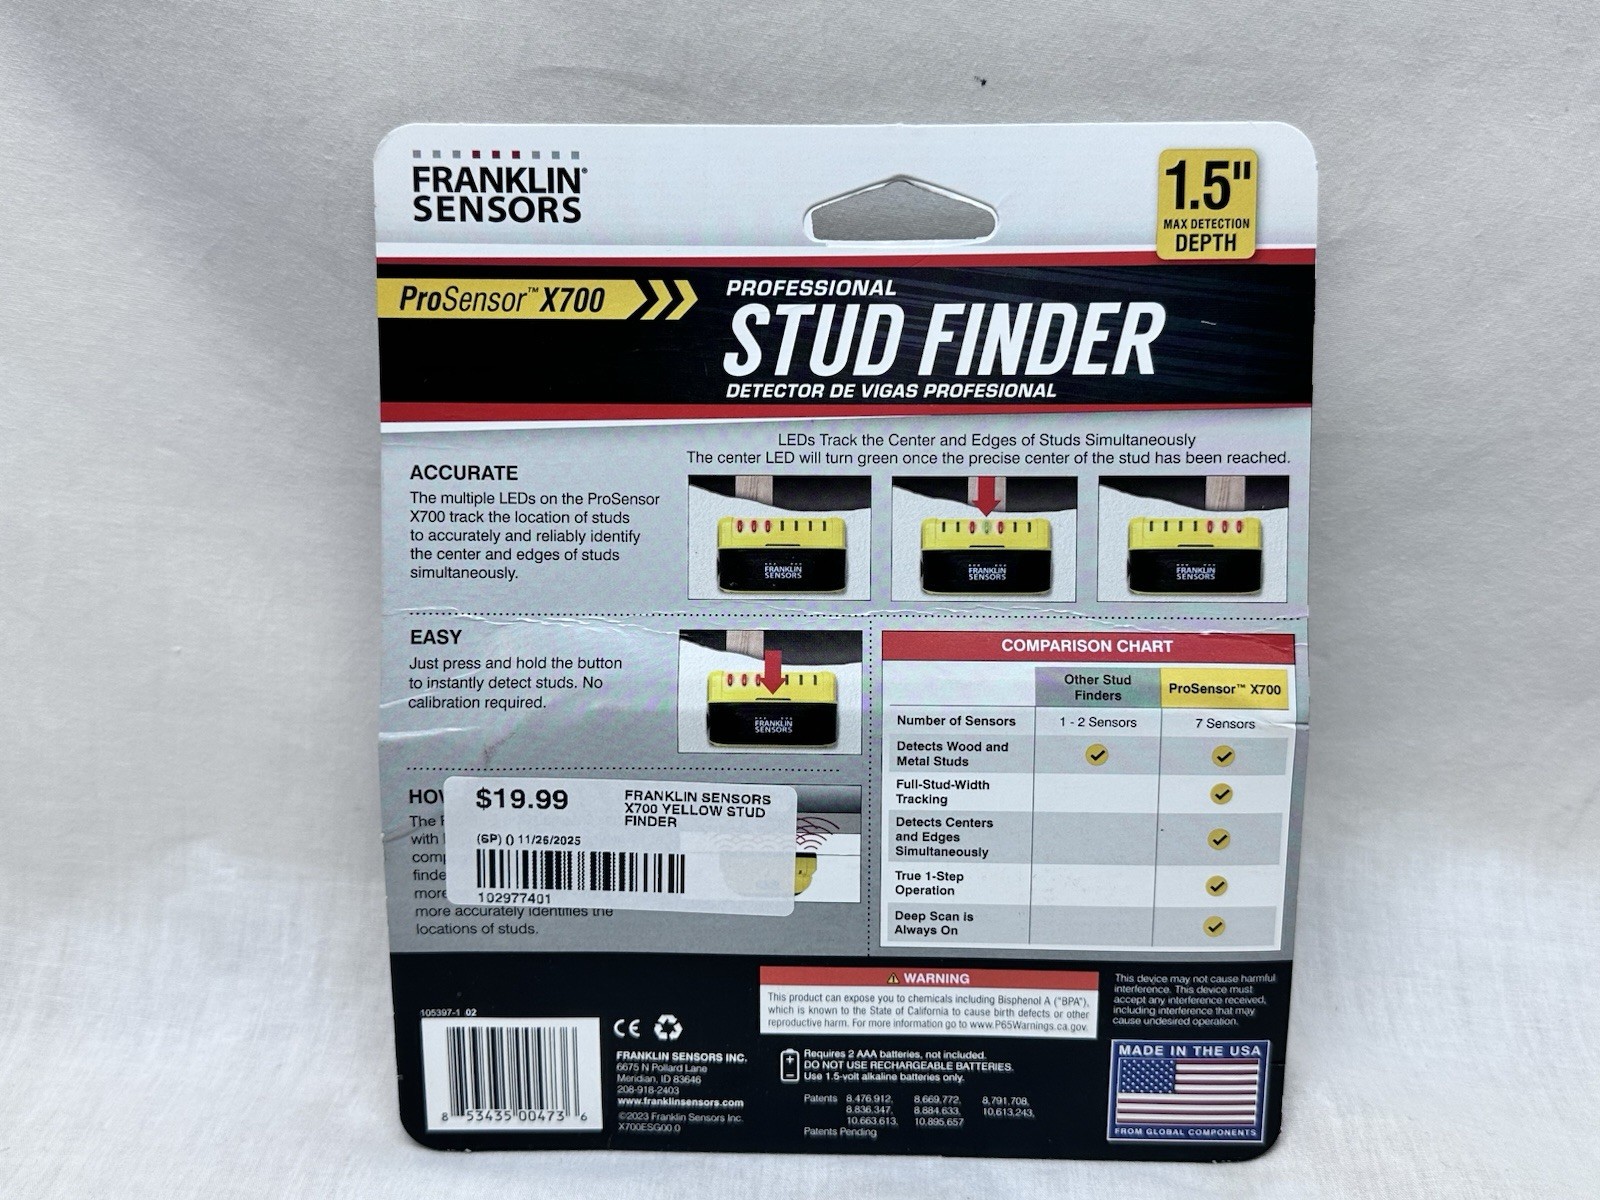 FRANKLIN®
SENSORS
1.5"
MAX DETECTION
DEPTH
ProSensor™ X700
PROFESSIONAL
STUD FINDER
DETECTOR DE VIGAS PROFESIONAL
ACCURATE
The multiple LEDs on the ProSensor
X700 track the location of studs
to accurately and reliably identify
the center and edges of studs
simultaneously.
LEDs Track the Center and Edges of Studs Simultaneously
The center LED will turn green once the precise center of the stud has been reached.
FRANKLIN
SENSORS
FRANKLIN
SENSORS
FRANKLIN
SENSORS
EASY
Just press and hold the button
to instantly detect studs. No
calibration required.
FRANKLIN
SENSORS
COMPARISON CHART
Other Stud
Finders
ProSensor™ X700
Number of Sensors
1 - 2 Sensors
7 Sensors
Detects Wood and
Metal Studs
Full-Stud-Width
Tracking
Detects Centers
and Edges
Simultaneously
True 1-Step
Operation
Deep Scan is
Always On
The
with
more
more accurately identifies the
locations of studs.
$19.99
FRANKLIN SENSORS
X700 YELLOW STUD
FINDER
(SP) () 11/26/2025
102977401
WARNING
This product can expose you to chemicals including Bisphenol A ("BPA"),
which is known to the State of California to cause birth defects or other
reproductive harm. For more information go to www.P65Warnings.ca.gov.
This device may not cause harmful
interference. This device must
accept any interference received,
including interference that may
cause undesired operation.
105397-1 02
8 53435 00473 6
CE
FRANKLIN SENSORS INC.
6675 N Pollard Lane
Meridian, ID 83646
208-918-2403
www.franklinsensors.com
©2023 Franklin Sensors Inc.
X700ESG00.0
Requires 2 AAA batteries, not included.
DO NOT USE RECHARGEABLE BATTERIES.
Use 1.5-volt alkaline batteries only.
Patents 8,476,912, 8,669,772, 8,791,708,
8,836,347, 8,884,633, 10,613,243,
10,663,613, 10,895,657
Patents Pending
MADE IN THE USA
FROM GLOBAL COMPONENTS